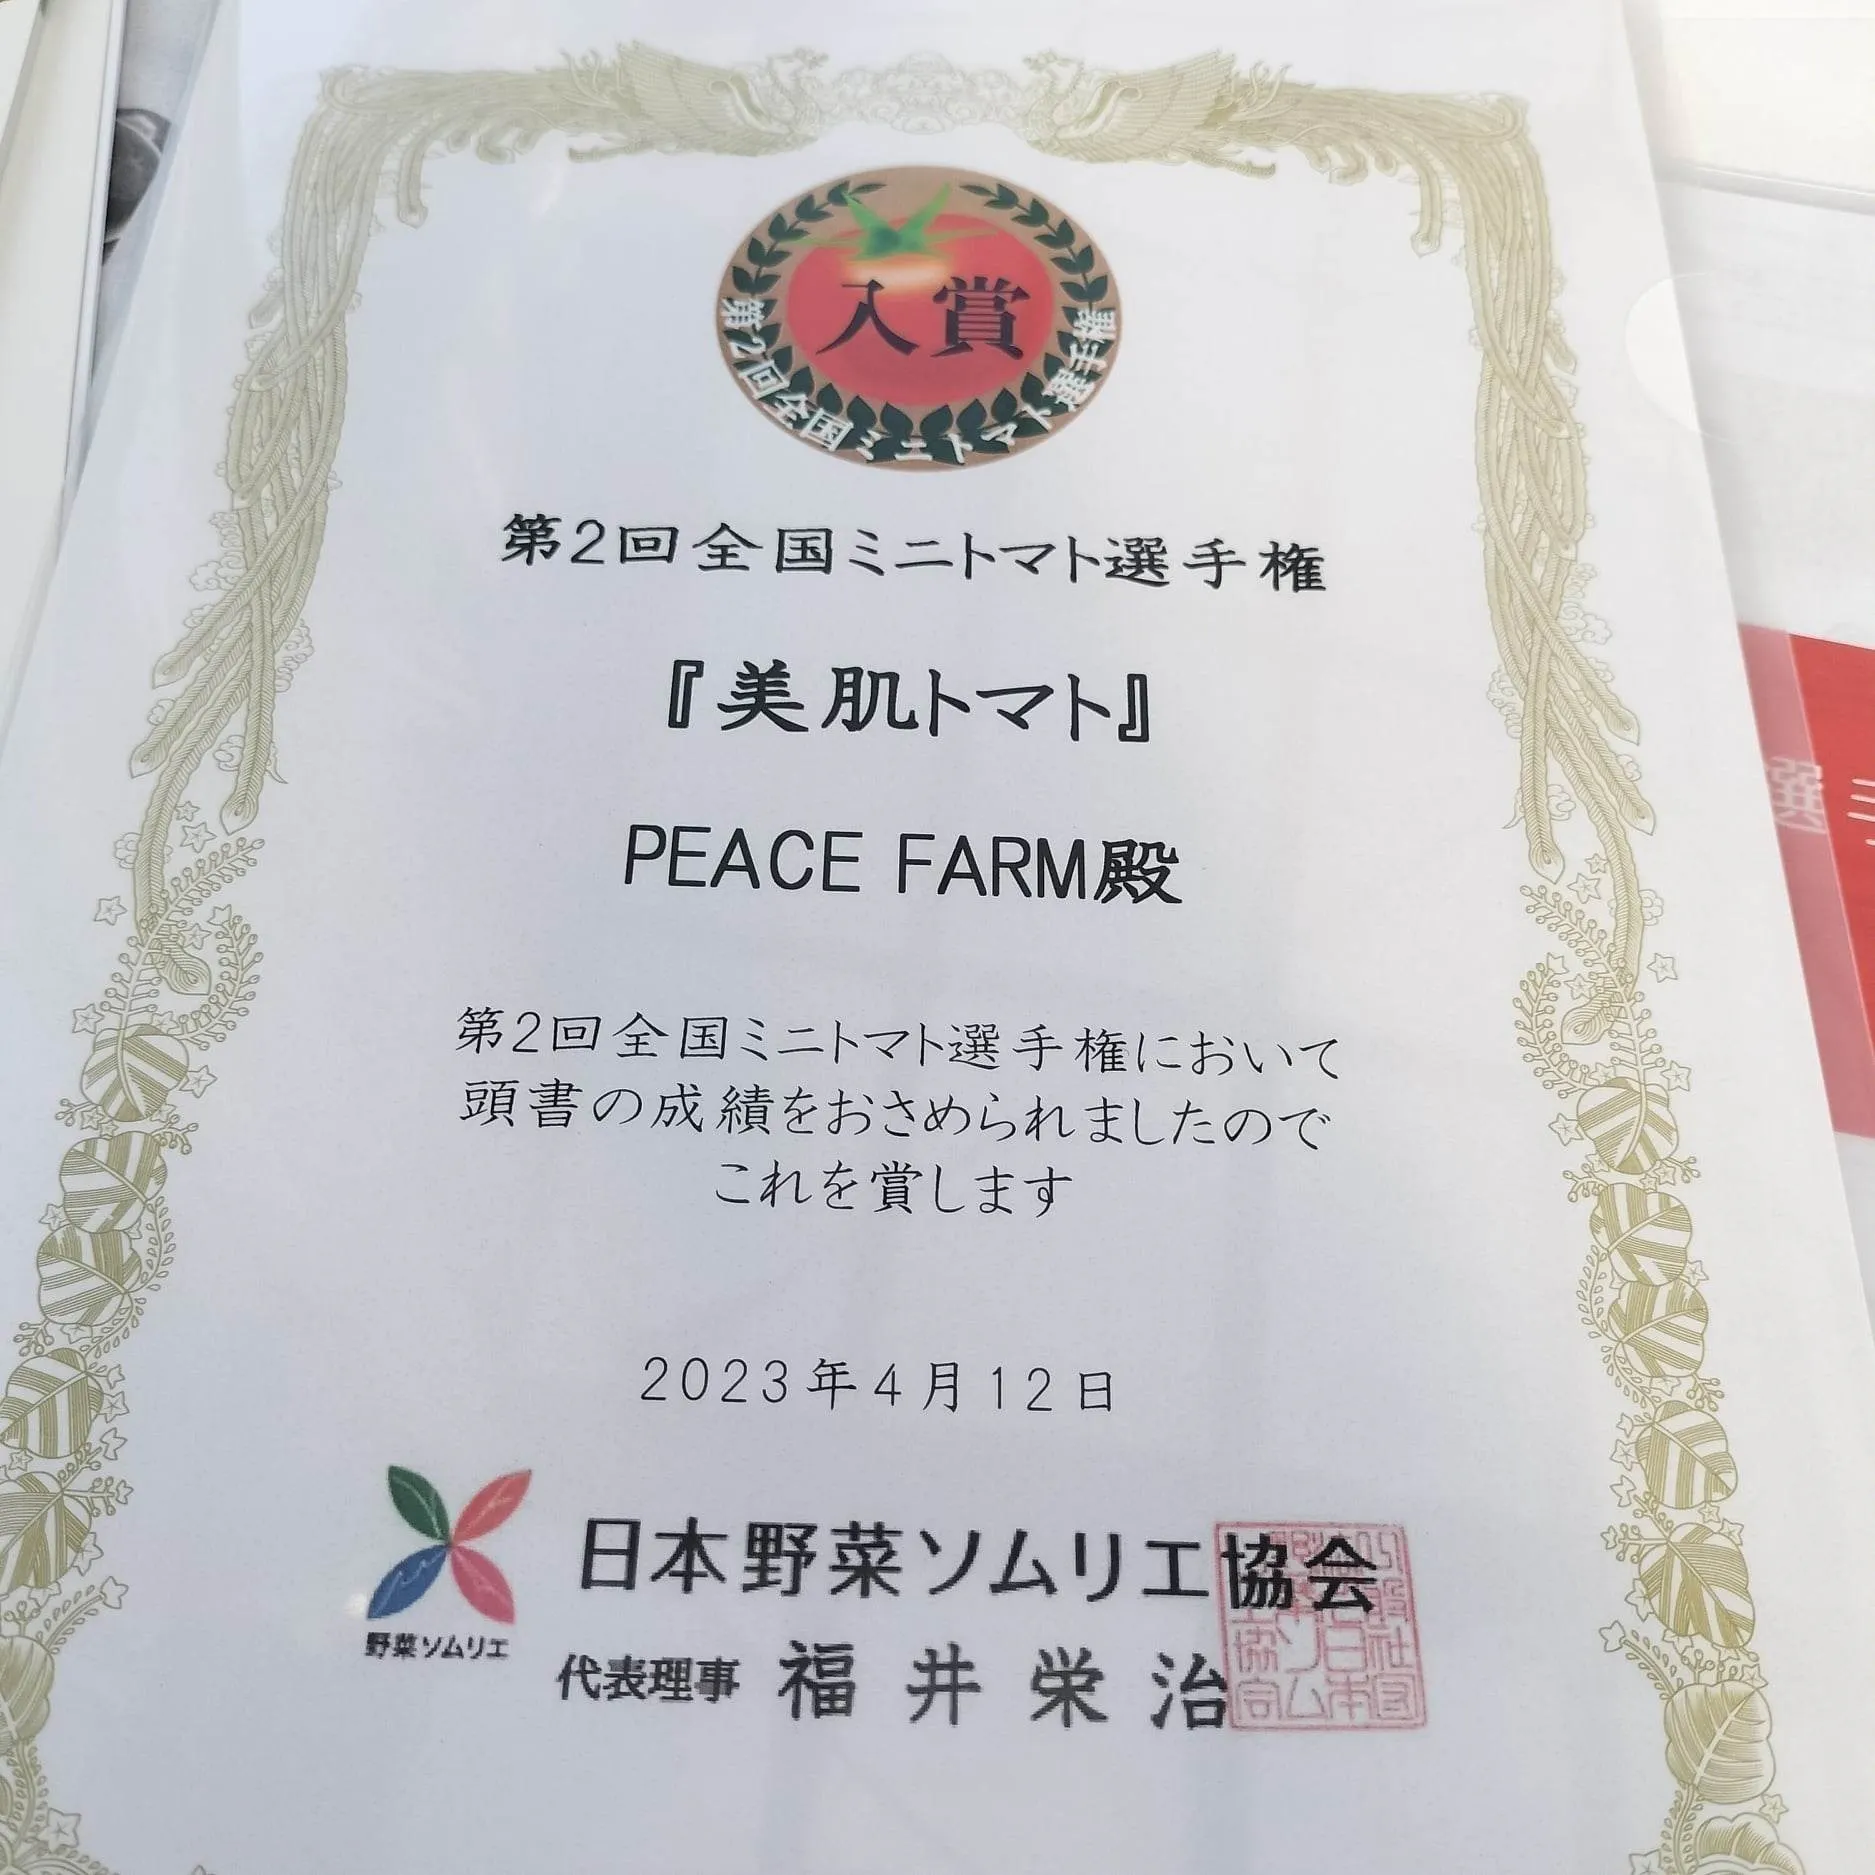 入賞
第2回全国ミニトマト選手権
第2回全国ミニトマト選手権
『美肌トマト』
PEACE FARM殿
第2回全国ミニトマト選手権において
頭書の成績をおさめられましたので
これを賞します
2023年4月12日
野菜ソムリエ
日本野菜ソムリエ協会
代表理事 福井栄治
選
ミ